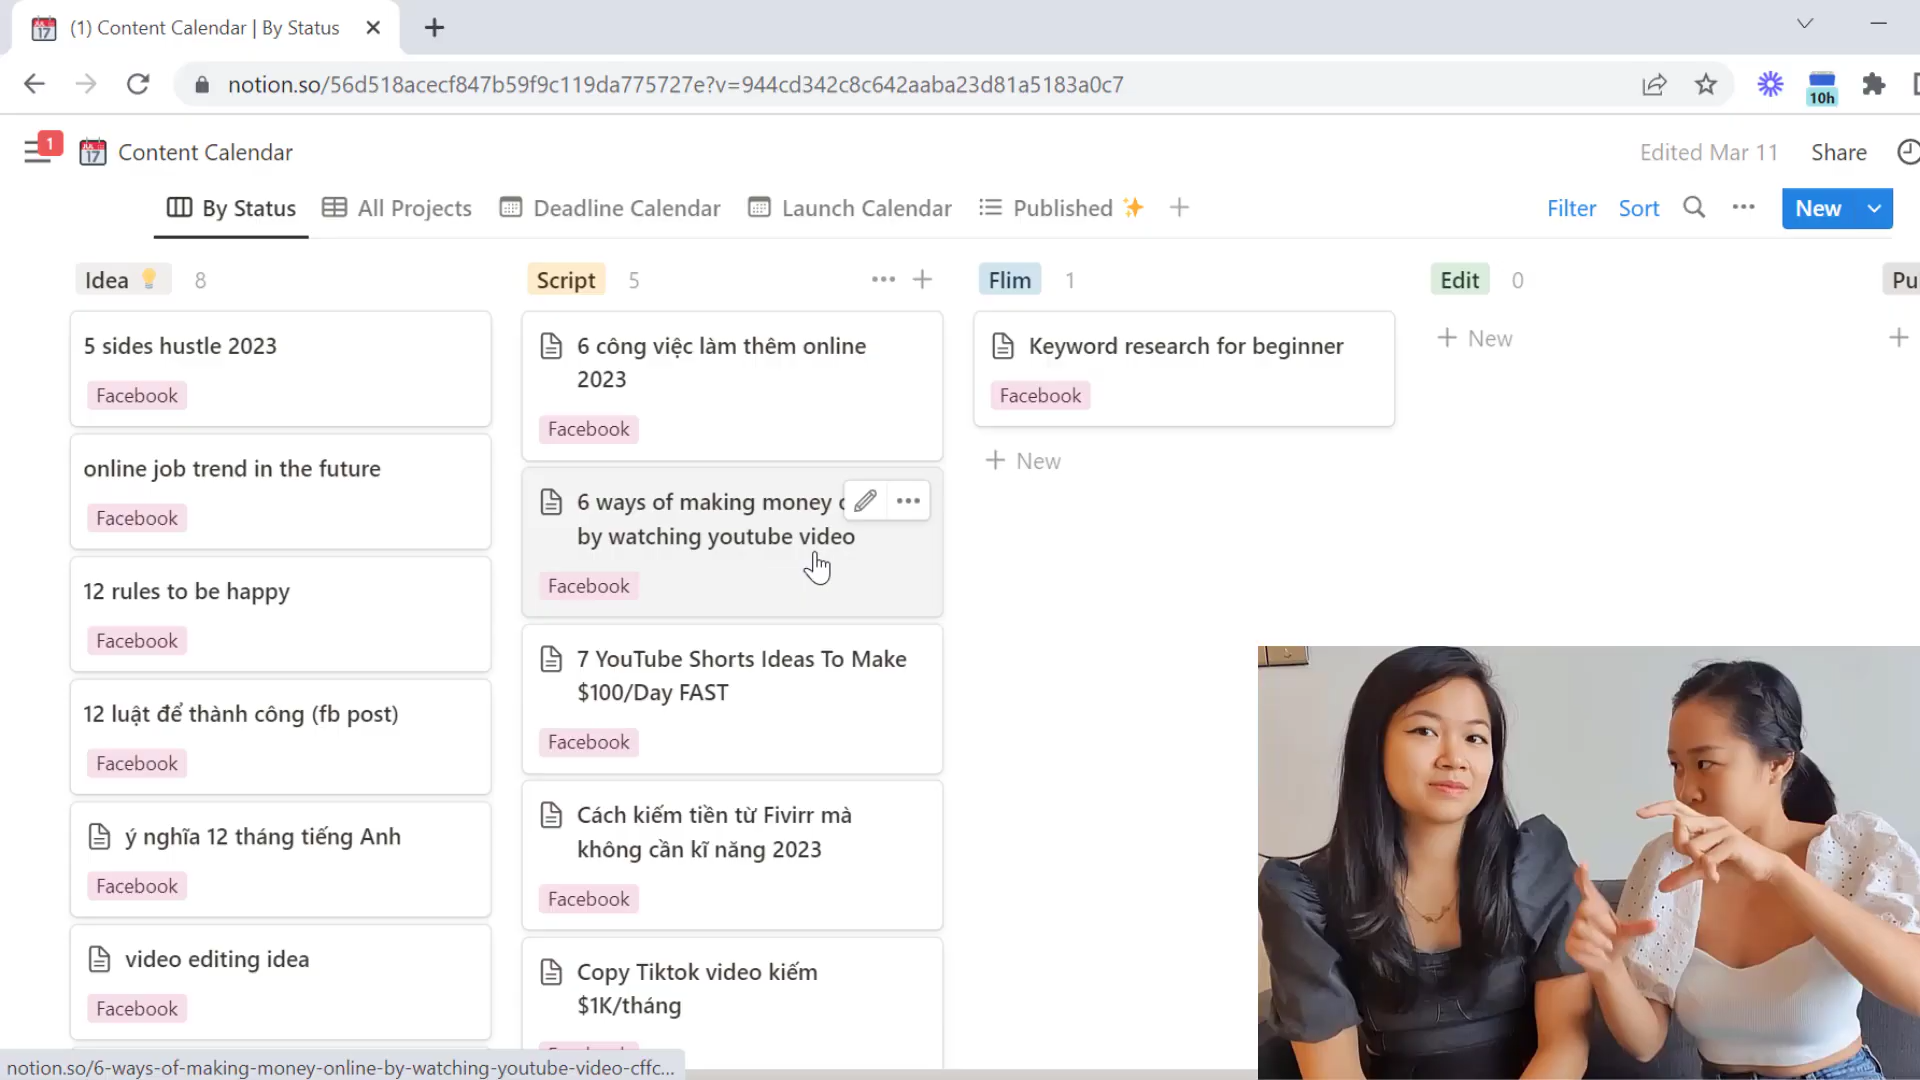 (1) Content Calendar | By Status
notion.so/56d518acecf847b59f9c119da775727e?v=944cd342c8c642aaba23d81a5183a0c7
10h
1
JUL
17
Content Calendar
Edited Mar 11
Share
By Status
All Projects
Deadline Calendar
Launch Calendar
Published
Filter
Sort
New
Idea
8
5 sides hustle 2023
Facebook
online job trend in the future
Facebook
12 rules to be happy
Facebook
12 luật để thành công (fb post)
Facebook
ý nghĩa 12 tháng tiếng Anh
Facebook
video editing idea
Facebook
Script
5
6 công việc làm thêm online
2023
Facebook
6 ways of making money
by watching youtube video
Facebook
7 YouTube Shorts Ideas To Make
$100/Day FAST
Facebook
Cách kiếm tiền từ Fivirr mà
không cần kĩ năng 2023
Facebook
Copy Tiktok video kiếm
$1K/tháng
Flim
1
Keyword research for beginner
Facebook
New
Edit
0
New
Pu
notion.so/6-ways-of-making-money-online-by-watching-youtube-video-cffc...